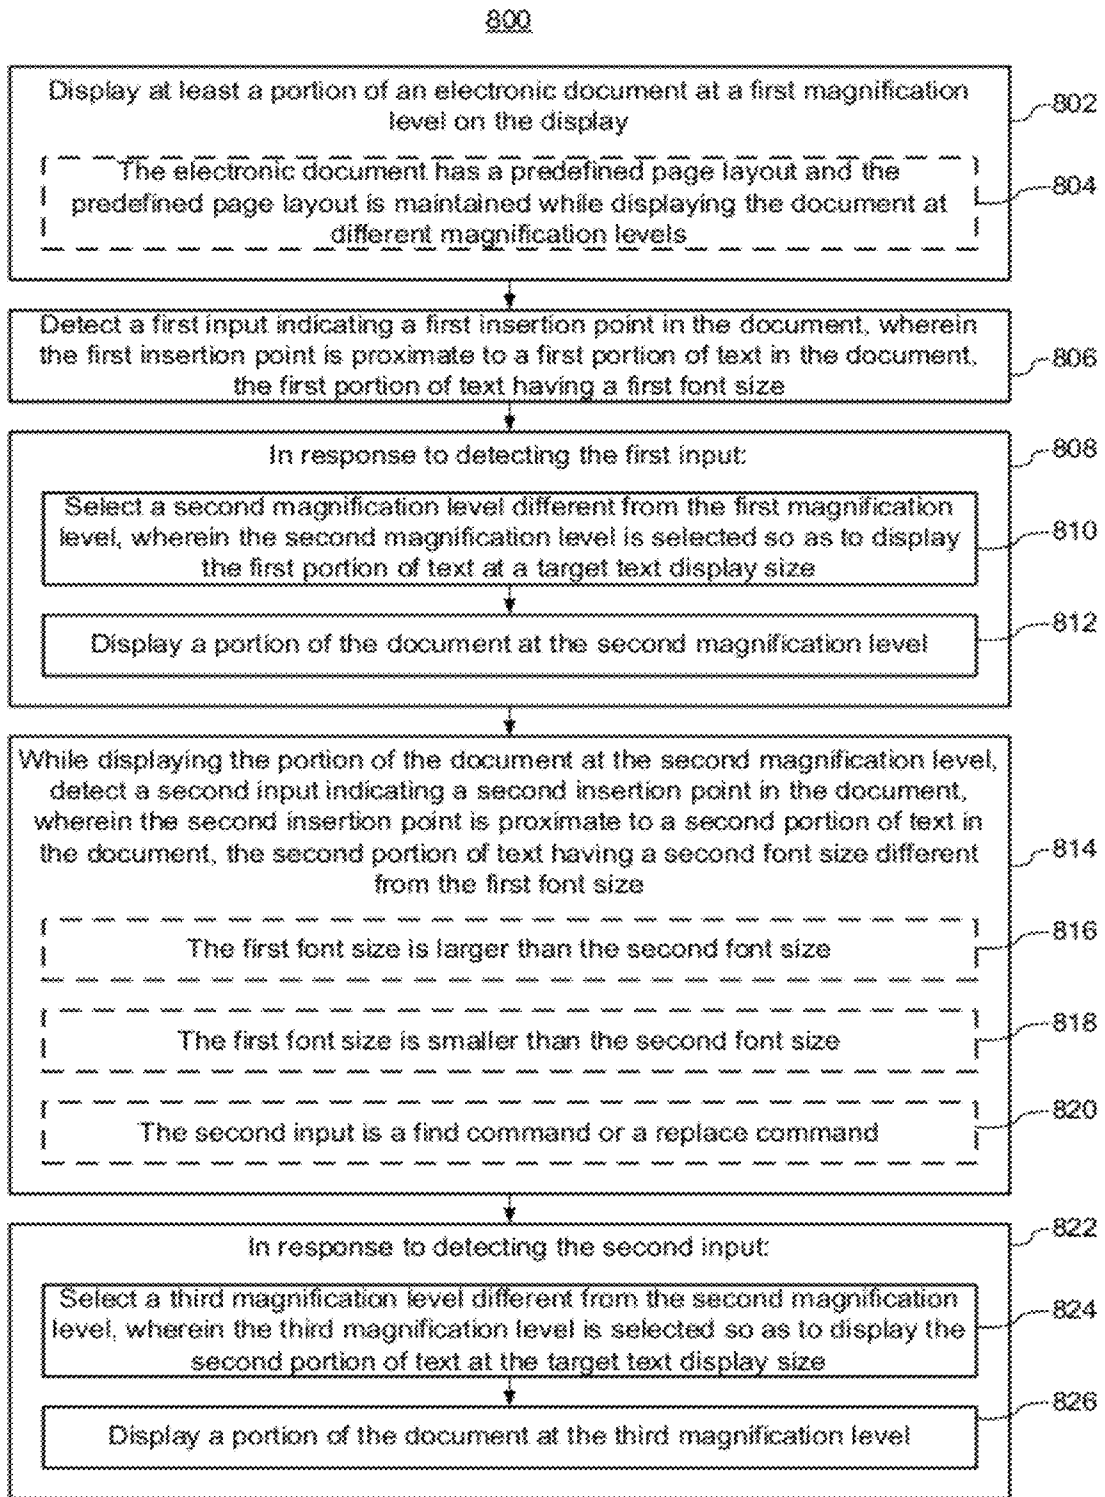 800
Display at least a portion of an electronic document at a first magnification
level on the display
802
The electronic document has a predefined page layout and the
predefined page layout is maintained while displaying the document at
different magnification levels
804
Detect a first input indicating a first insertion point in the document, wherein
the first insertion point is proximate to a first portion of text in the document,
the first portion of text having a first font size
806
In response to detecting the first input:
808
Select a second magnification level different from the first magnification
level, wherein the second magnification level is selected so as to display
the first portion of text at a target text display size
810
Display a portion of the document at the second magnification level
812
While displaying the portion of the document at the second magnification level,
detect a second input indicating a second insertion point in the document,
wherein the second insertion point is proximate to a second portion of text in
the document, the second portion of text having a second font size different
from the first font size
814
The first font size is larger than the second font size
816
The first font size is smaller than the second font size
818
The second input is a find command or a replace command
820
In response to detecting the second input:
822
Select a third magnification level different from the second magnification
level, wherein the third magnification level is selected so as to display the
second portion of text at the target text display size
824
Display a portion of the document at the third magnification level
826